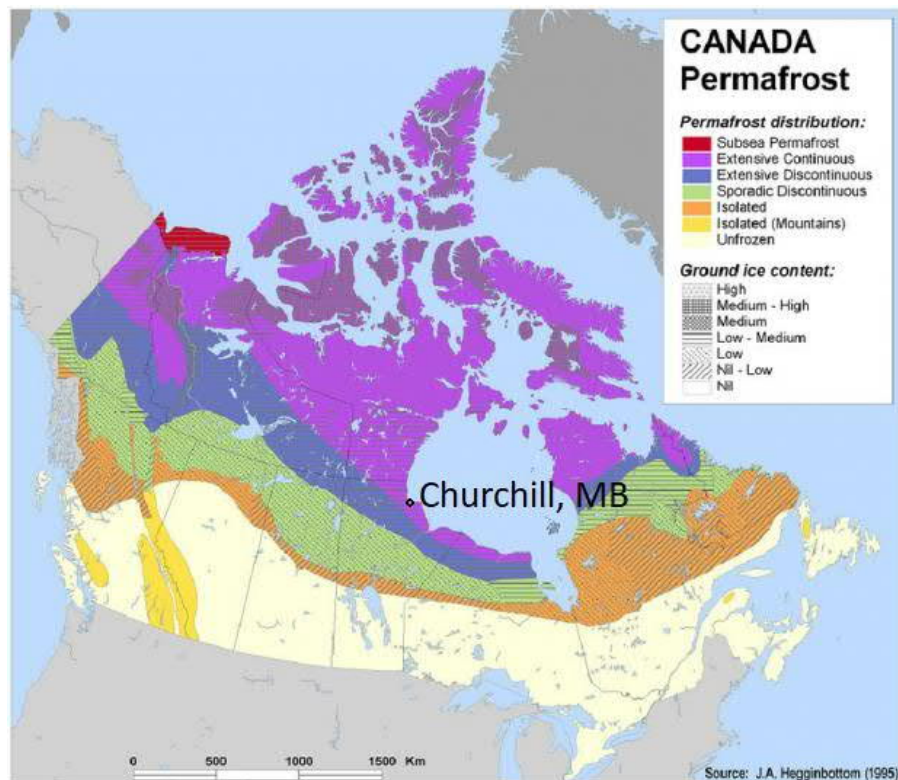 CANADA
Permafrost
Permafrost distribution:
Subsea Permafrost
Extensive Continuous
Extensive Discontinuous
Sporadic Discontinuous
Isolated
Isolated (Mountains)
Unfrozen
Ground ice content:
High
Medium - High
Medium
Low - Medium
Low
Nil - Low
Nil
Churchill, MB
0 500 1000 1500 Km
Source: J.A. Hegginbottom (1995)